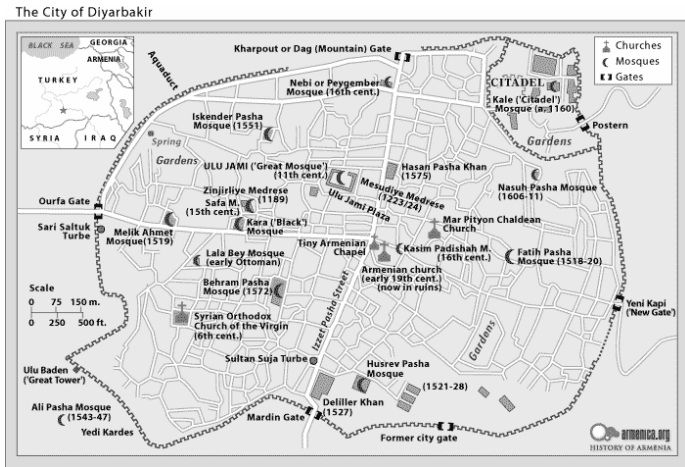 The City of Diyarbakir
BLACK SEA
GEORGIA
ARMENIA
TURKEY
SYRIA
IRAQ
Aquaduct
Kharpout or Dag (Mountain) Gate
Churches
Mosques
Gates
Nebi or Peygember
Mosque (16th cent.)
CITADEL
Kale ('Citadel')
Mosque (a. 1160)
Postern
Iskender Pasha
Mosque (1551)
Spring
Gardens
Gardens
ULU JAMI ('Great Mosque')
(11th cent.)
Hasan Pasha Khan
(1575)
Mesudiye Medrese
(1223/24)
Nasuh Pasha Mosque
(1606-11)
Zinjirliye Medrese
(1189)
Safa M.
(15th cent.)
Ulu Jami Plaza
Ourfa Gate
Kara ('Black')
Mosque
Mar Pityon Chaldean
Church
Sari Saltuk
Turbe
Melik Ahmet
Mosque(1519)
Tiny Armenian
Chapel
Kasim Padishah M.
(16th cent.)
Fatih Pasha
Mosque (1518-20)
Lala Bey Mosque
(early Ottoman)
Armenian church
(early 19th cent.)
(now in ruins)
Scale
0 75 150 m.
0 250 500 ft.
Behram Pasha
Mosque (1572)
Izzet Pasha Street
Yeni Kapi
('New Gate')
Syrian Orthodox
Church of the Virgin
(6th cent.)
Gardens
Sultan Suja Turbe
Husrev Pasha
Mosque
(1521-28)
Ulu Baden
('Great Tower')
Deliller Khan
(1527)
Ali Pasha Mosque
(1543-47)
Yedi Kardes
Mardin Gate
Former city gate
armenica.org
HISTORY OF ARMENIA